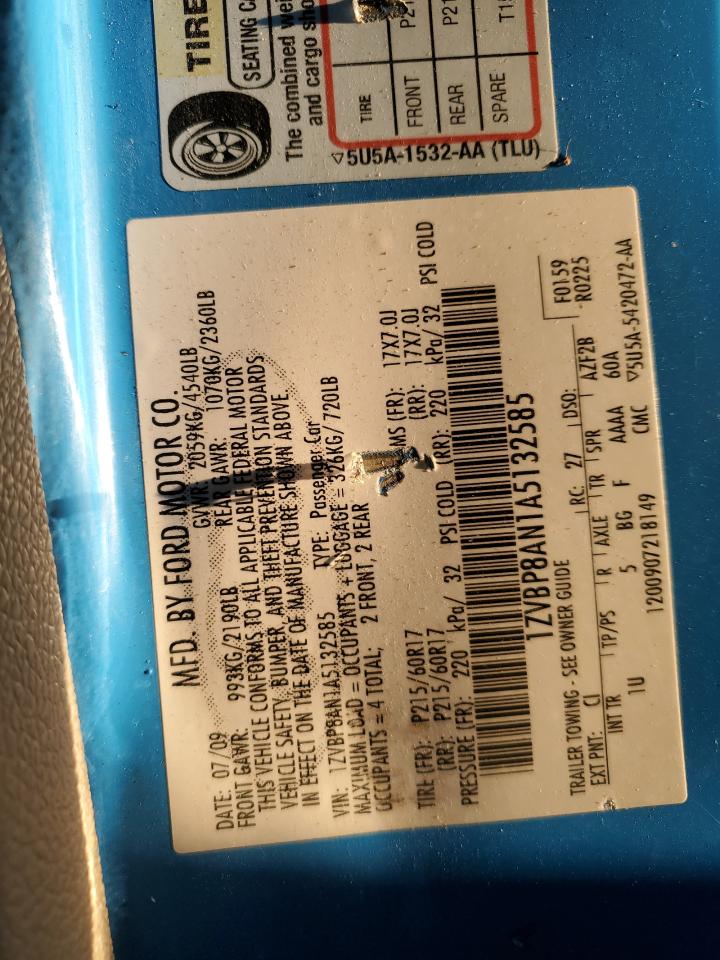 TIRE
SEATING CA
The combined wei
and cargo sho
TIRE
FRONT P21
REAR P21
SPARE T1
▽5U5A-1532-AA (TLU)
MFD. BY FORD MOTOR CO.
DATE: 07/09 GVWR: 2059KG/4540LB
FRONT GAWR: 993KG/2190LB REAR GAWR: 1070KG/2360LB
THIS VEHICLE CONFORMS TO ALL APPLICABLE FEDERAL MOTOR
VEHICLE SAFETY, BUMPER, AND THEFT PREVENTION STANDARDS
IN EFFECT ON THE DATE OF MANUFACTURE SHOWN ABOVE
VIN: 1ZVBP8AN1A5132585 TYPE: Passenger Car
MAXIMUM LOAD = OCCUPANTS + LUGGAGE = 326KG/720LB
OCCUPANTS = 4 TOTAL; 2 FRONT, 2 REAR
TIRE (FR): P215/60R17 MS (FR): 17X7.0J
(RR): P215/60R17 (RR): 17X7.0J
PRESSURE (FR): 220 kPa/ 32 PSI COLD (RR): 220 kPa/ 32 PSI COLD
1ZVBP8AN1A5132585
F0159
R0225
TRAILER TOWING - SEE OWNER GUIDE
EXT PNT: CI RC: 27 DSO:
INT TR TP/PS R AXLE TR SPR AZF2B
1U 5 BG F AAAA 60A
CMC
1200907218149
▽5U5A-5420472-AA